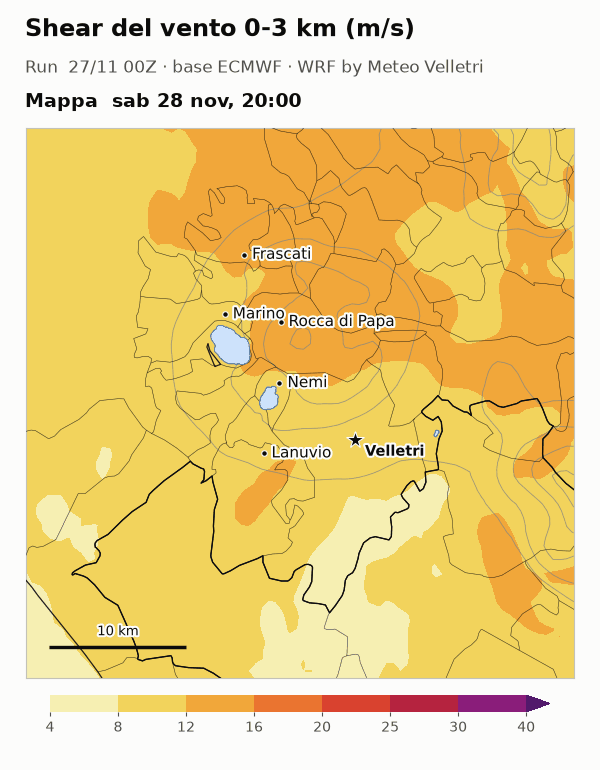 Shear del vento 0-3 km (m/s)
Run  27/11 00Z · base ECMWF · WRF by Meteo Velletri
Mappa  sab 28 nov, 20:00
Frascati
Marino
Rocca di Papa
Nemi
Velletri
Lanuvio
10 km
4 8 12 16 20 25 30 40